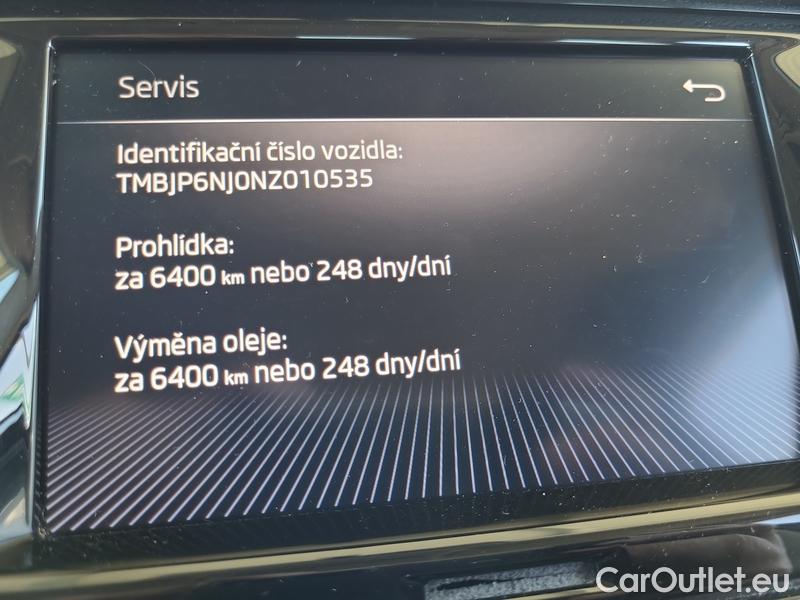 Servis
Identifikační číslo vozidla:
TMBJP6NJ0NZ010535
Prohlídka:
za 6400 km nebo 248 dny/dní
Výměna oleje:
za 6400 km nebo 248 dny/dní
CarOutlet.eu